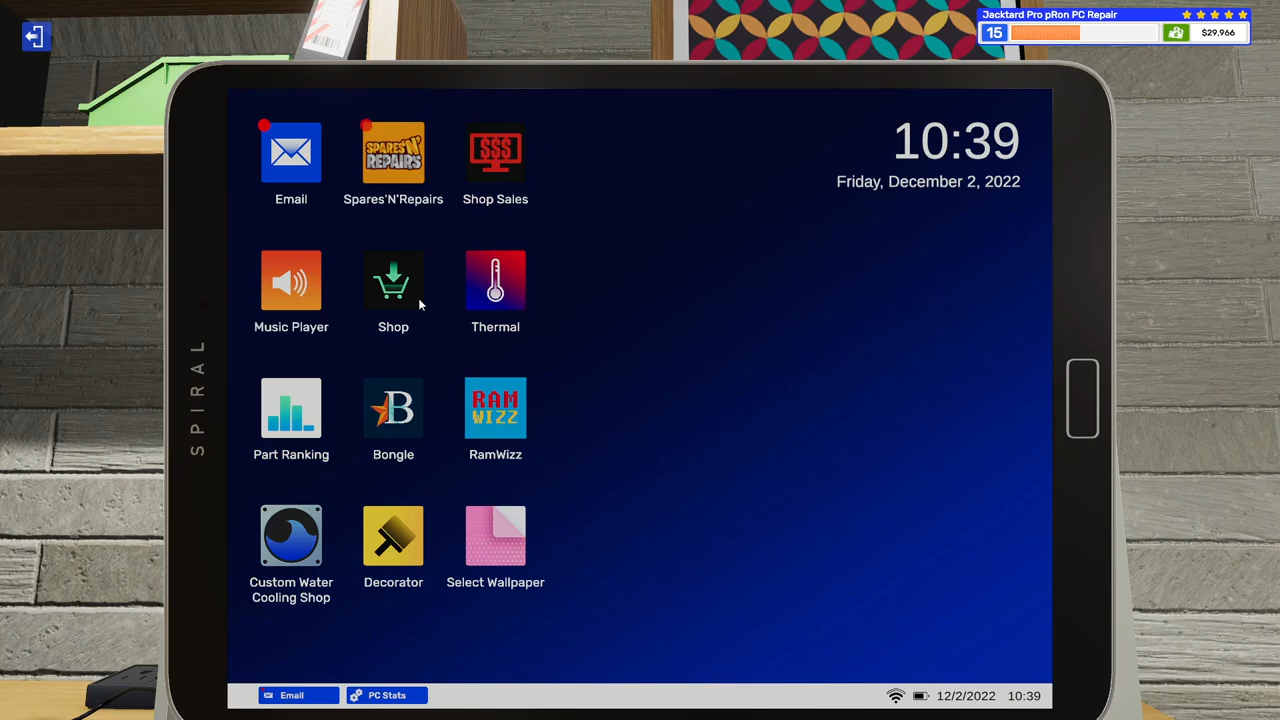 Jacktard Pro pRon PC Repair
15
$29.966
10:39
Friday, December 2, 2022
SPARES'N'
REPAIRS
$$$
Email
Spares'N'Repairs
Shop Sales
Music Player
Shop
Thermal
B
RAM
WIZZ
Part Ranking
Bongle
RamWizz
Custom Water
Cooling Shop
Decorator
Select Wallpaper
SPIRAL
Email
PC Stats
12/2/2022
10:39